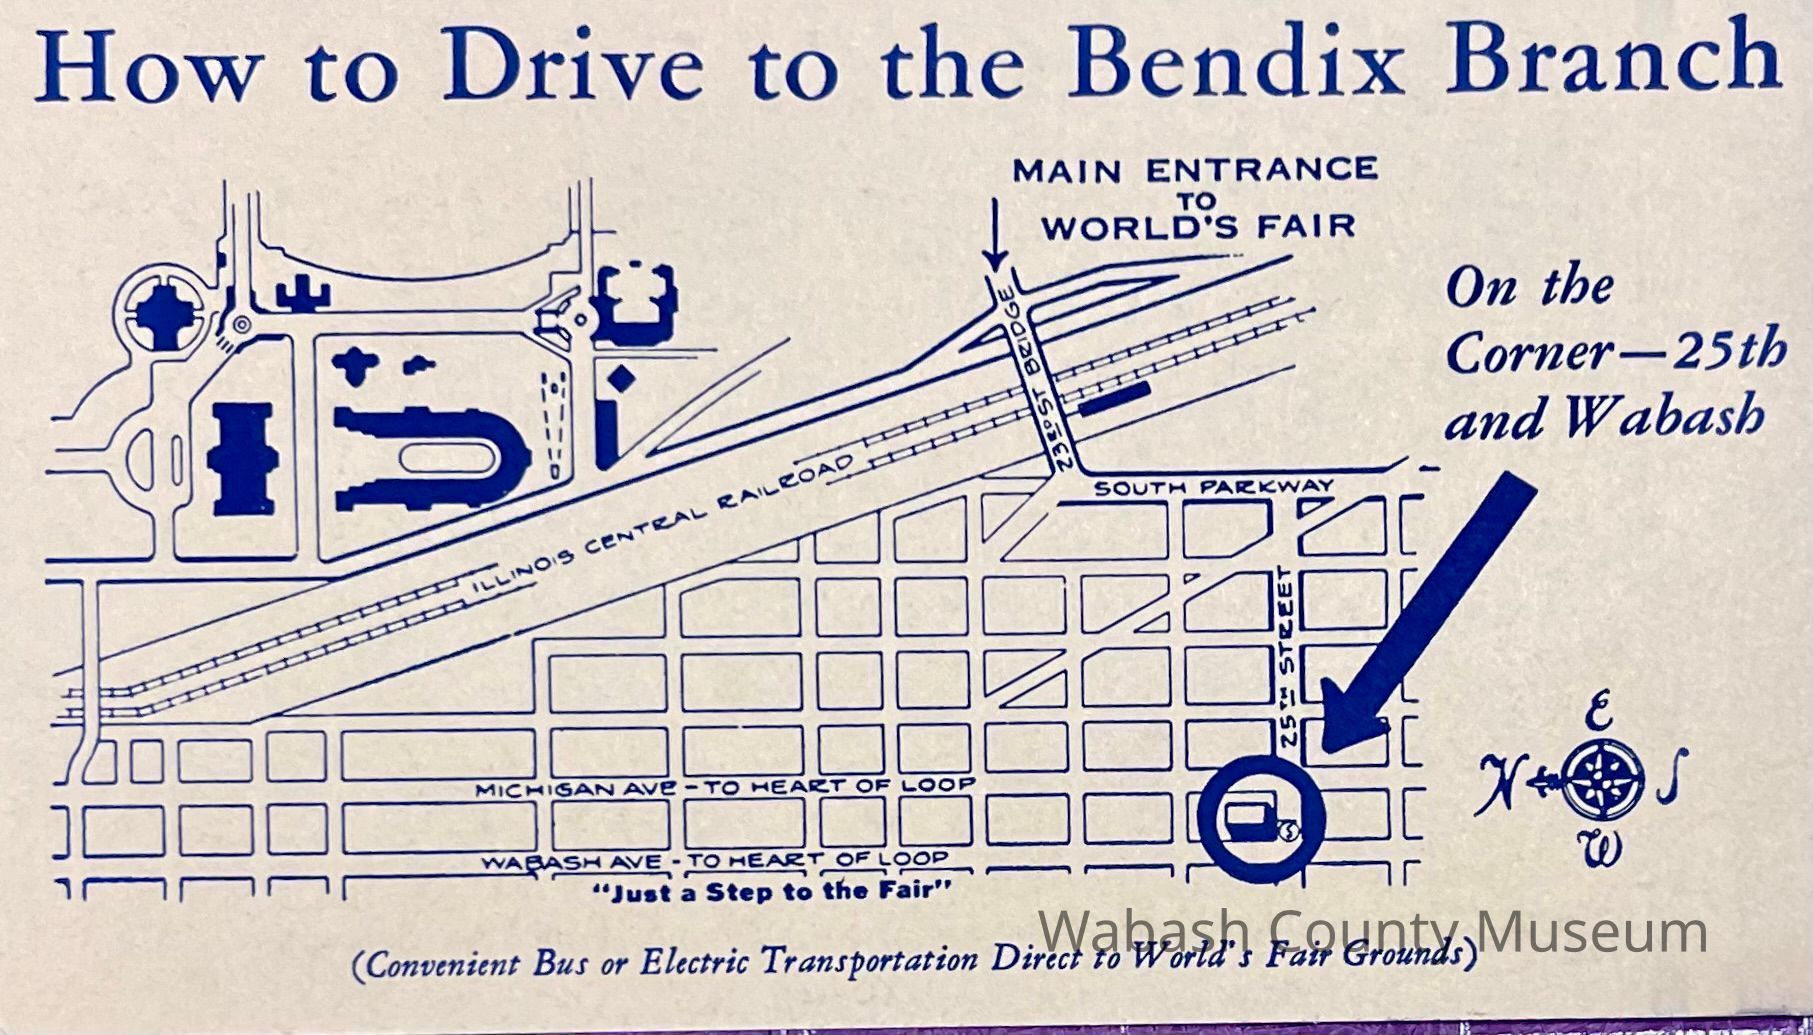 How to Drive to the Bendix Branch
MAIN ENTRANCE
TO
WORLD'S FAIR
On the
Corner—25th
and Wabash
23RD ST BRIDGE
ILLINOIS CENTRAL RAILROAD
SOUTH PARKWAY
25TH STREET
E
N
S
W
MICHIGAN AVE - TO HEART OF LOOP
WABASH AVE - TO HEART OF LOOP
"Just a Step to the Fair"
Wabash County Museum
(Convenient Bus or Electric Transportation Direct to World's Fair Grounds)